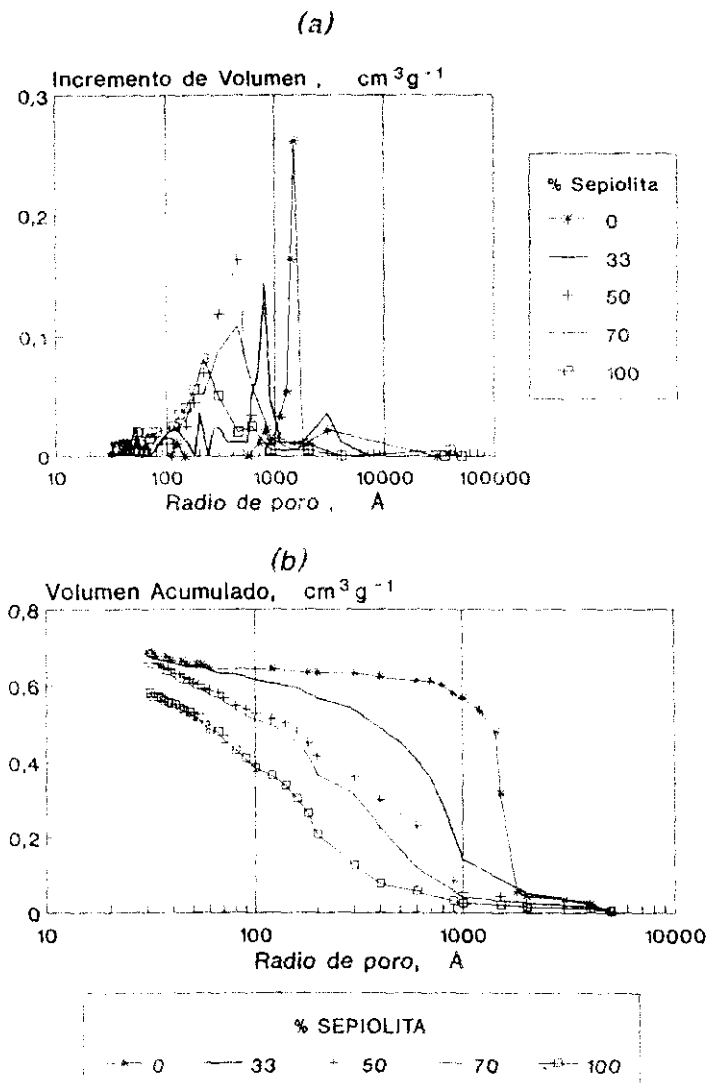 (a)
Incremento de Volumen , cm³g⁻¹
0,3
0,2
0,1
0
10 100 1000 10000 100000
Radio de poro , Å
% Sepiolita
0
33
50
70
100
(b)
Volumen Acumulado, cm³g⁻¹
0,8
0,6
0,4
0,2
0
10 100 1000 10000
Radio de poro, Å
% SEPIOLITA
0 33 50 70 100